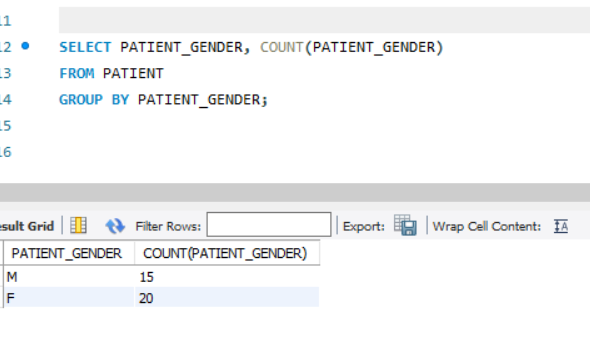 11
12 SELECT PATIENT_GENDER, COUNT(PATIENT_GENDER)
13 FROM PATIENT
14 GROUP BY PATIENT_GENDER;
15
16
esult Grid Filter Rows: Export: Wrap Cell Content: IA
PATIENT_GENDER COUNT(PATIENT_GENDER)
M 15
F 20